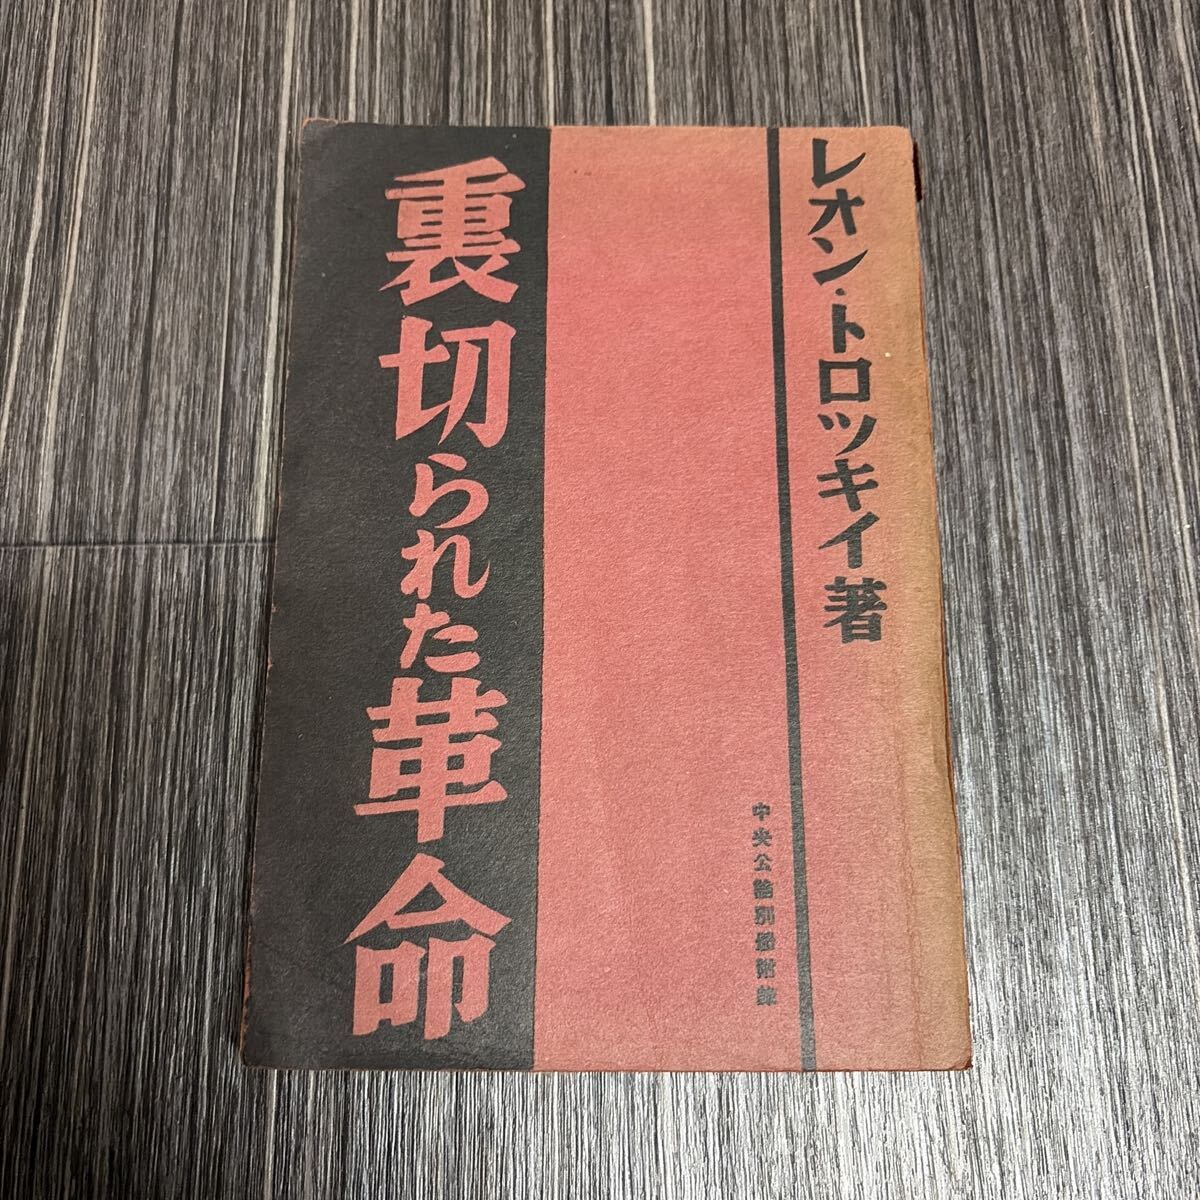 レオン・トロツキイ著
中央公論別冊附録
裏切られた革命